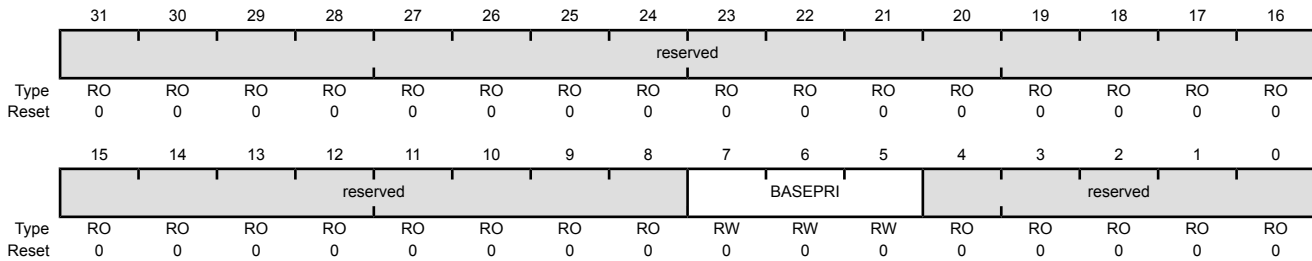 31 30 29 28 27 26 25 24 23 22 21 20 19 18 17 16
reserved
Type RO RO RO RO RO RO RO RO RO RO RO RO RO RO RO RO
Reset 0 0 0 0 0 0 0 0 0 0 0 0 0 0 0 0
15 14 13 12 11 10 9 8 7 6 5 4 3 2 1 0
reserved BASEPRI reserved
Type RO RO RO RO RO RO RO RO RW RW RW RO RO RO RO RO
Reset 0 0 0 0 0 0 0 0 0 0 0 0 0 0 0 0